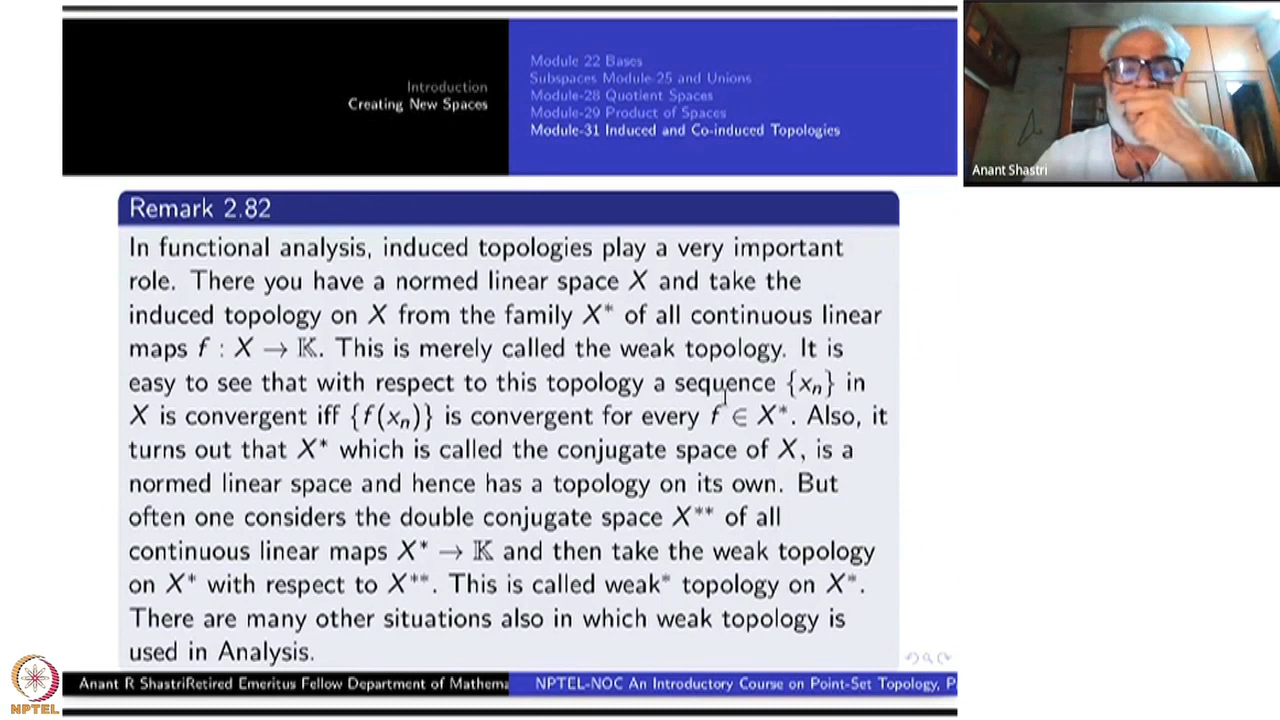 Introduction
Creating New Spaces
Module 22 Bases
Subspaces Module-25 and Unions
Module-28 Quotient Spaces
Module-29 Product of Spaces
Module-31 Induced and Co-induced Topologies
Anant Shastri
Remark 2.82
In functional analysis, induced topologies play a very important
role. There you have a normed linear space X and take the
induced topology on X from the family X* of all continuous linear
maps f : X → 𝕂. This is merely called the weak topology. It is
easy to see that with respect to this topology a sequence {xₙ} in
X is convergent iff {f(xₙ)} is convergent for every f ∈ X*. Also, it
turns out that X* which is called the conjugate space of X, is a
normed linear space and hence has a topology on its own. But
often one considers the double conjugate space X** of all
continuous linear maps X* → 𝕂 and then take the weak topology
on X* with respect to X**. This is called weak* topology on X*.
There are many other situations also in which weak topology is
used in Analysis.
NPTEL
Anant R ShastriRetired Emeritus Fellow Department of Mathema
NPTEL-NOC An Introductory Course on Point-Set Topology, P